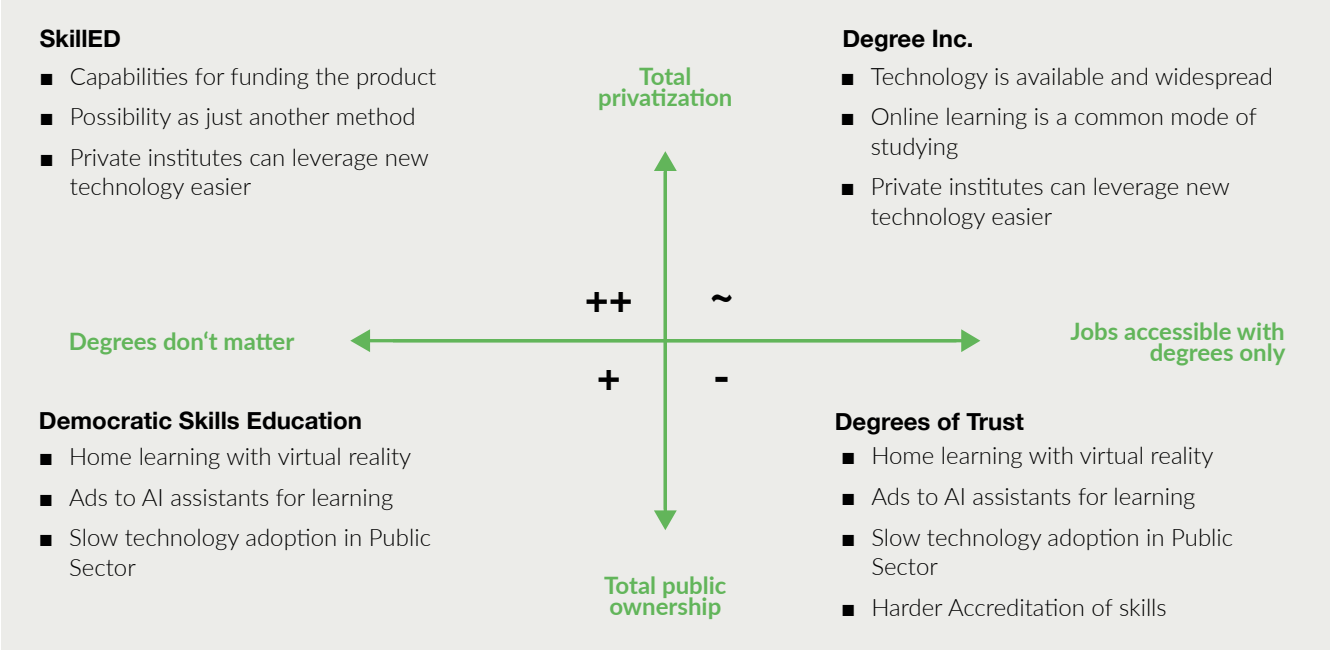 SkillED
■ Capabilities for funding the product
■ Possibility as just another method
■ Private institutes can leverage new
technology easier
Total
privatization
Degree Inc.
■ Technology is available and widespread
■ Online learning is a common mode of
studying
■ Private institutes can leverage new
technology easier
++
~
Degrees don‘t matter
Jobs accessible with
degrees only
+
-
Democratic Skills Education
■ Home learning with virtual reality
■ Ads to AI assistants for learning
■ Slow technology adoption in Public
Sector
Total public
ownership
Degrees of Trust
■ Home learning with virtual reality
■ Ads to AI assistants for learning
■ Slow technology adoption in Public
Sector
■ Harder Accreditation of skills